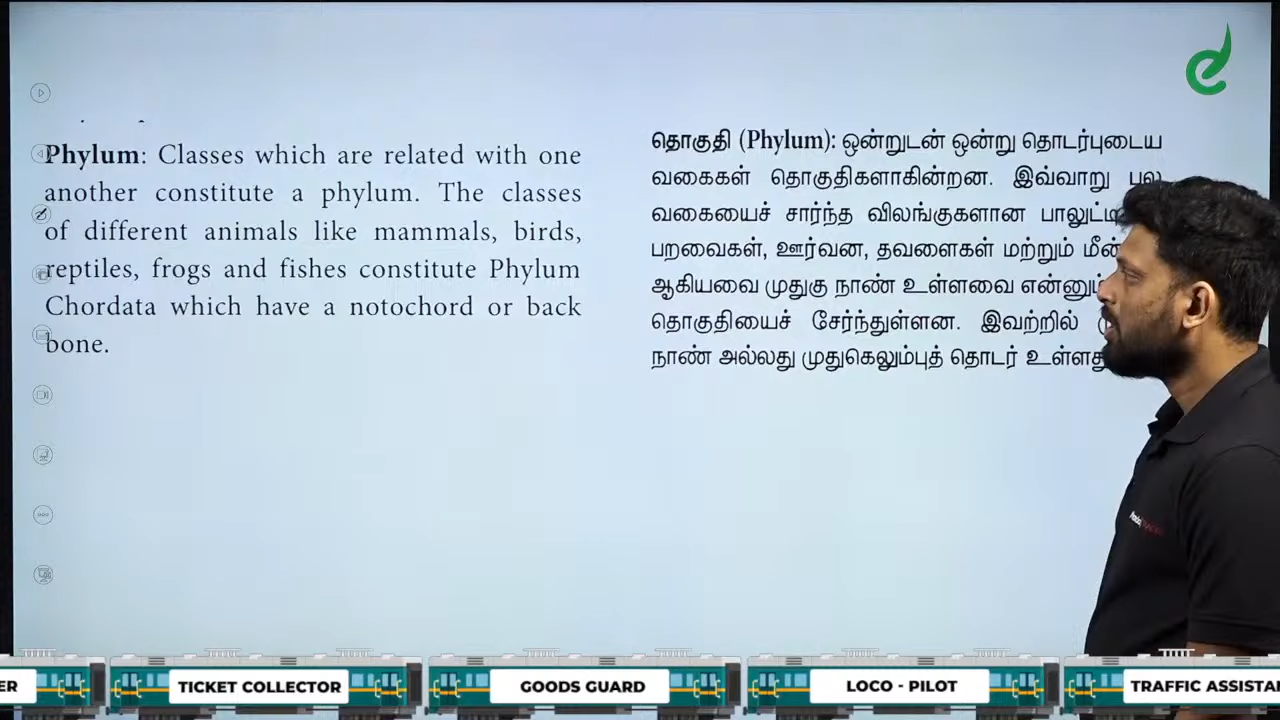 Phylum: Classes which are related with one
another constitute a phylum. The classes
of different animals like mammals, birds,
reptiles, frogs and fishes constitute Phylum
Chordata which have a notochord or back
bone.
தொகுதி (Phylum): ஒன்றுடன் ஒன்று தொடர்புடைய
வகைகள் தொகுதிகளாகின்றன. இவ்வாறு பல
வகையைச் சார்ந்த விலங்குகளான
பறவைகள், ஊர்வன, தவளைகள் மற்றும்
ஆகியவை முதுகு நாண் உள்ளவை
தொகுதியைச் சேர்ந்துள்ளன. இவற்றில்
நாண் அல்லது முதுகெலும்புத் தொடர்
TICKET COLLECTOR
GOODS GUARD
LOCO - PILOT
TRAFFIC